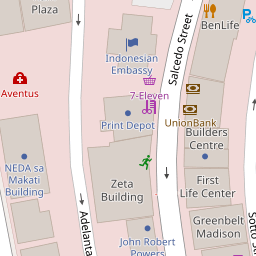 Plaza
BenLife
Salcedo Street
Indonesian
Embassy
Aventus
7-Eleven
Print Depot
UnionBank
Builders
Centre
NEDA sa
Makati
Building
Zeta
Building
First
Life Center
Adelanta
Greenbelt
Madison
John Robert
Powers